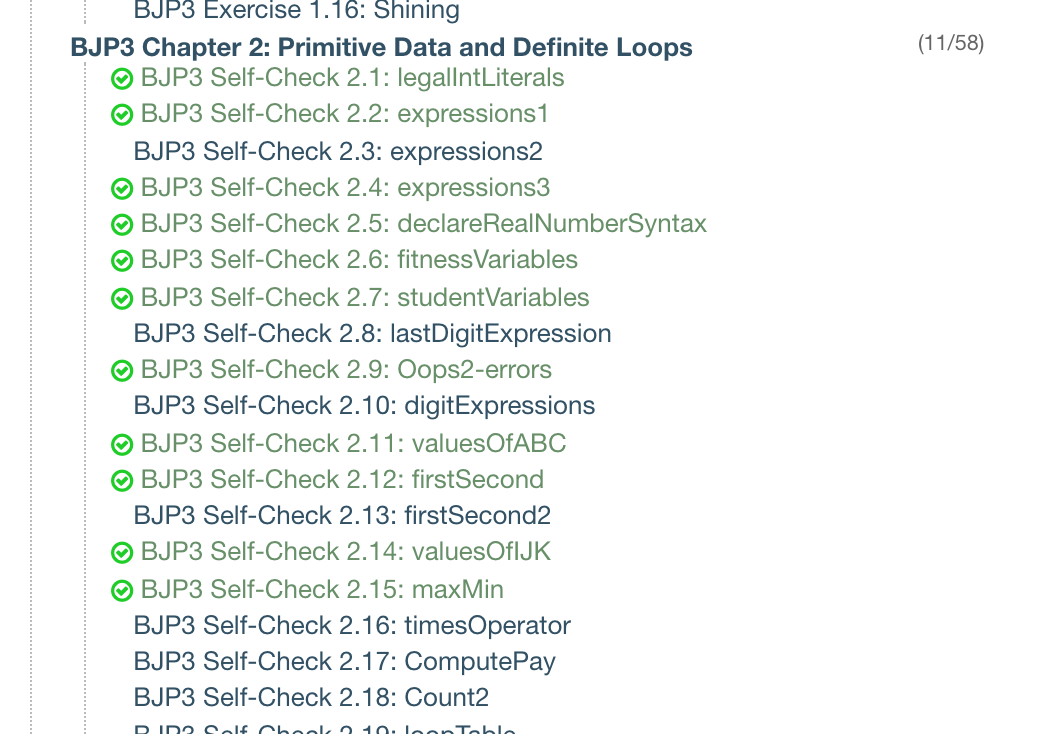 BJP3 Exercise 1.16: Shining
BJP3 Chapter 2: Primitive Data and Definite Loops (11/58)
BJP3 Self-Check 2.1: legalIntLiterals
BJP3 Self-Check 2.2: expressions1
BJP3 Self-Check 2.3: expressions2
BJP3 Self-Check 2.4: expressions3
BJP3 Self-Check 2.5: declareRealNumberSyntax
BJP3 Self-Check 2.6: fitnessVariables
BJP3 Self-Check 2.7: studentVariables
BJP3 Self-Check 2.8: lastDigitExpression
BJP3 Self-Check 2.9: Oops2-errors
BJP3 Self-Check 2.10: digitExpressions
BJP3 Self-Check 2.11: valuesOfABC
BJP3 Self-Check 2.12: firstSecond
BJP3 Self-Check 2.13: firstSecond2
BJP3 Self-Check 2.14: valuesOfIJK
BJP3 Self-Check 2.15: maxMin
BJP3 Self-Check 2.16: timesOperator
BJP3 Self-Check 2.17: ComputePay
BJP3 Self-Check 2.18: Count2
BJP3 Self-Check 2.19: loopTable